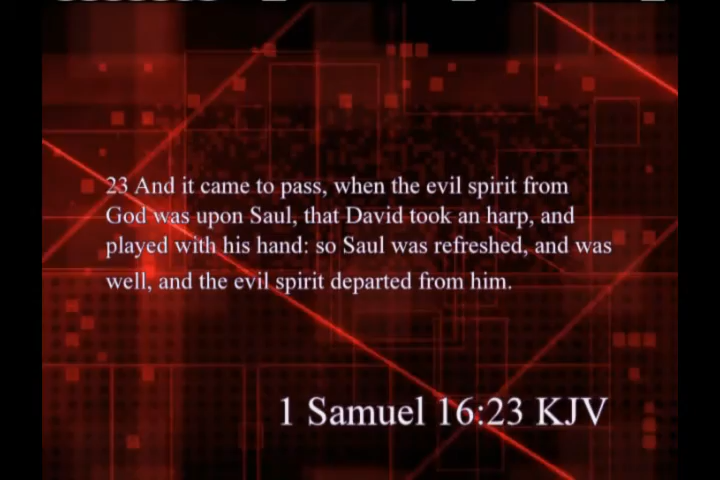 23 And it came to pass, when the evil spirit from
God was upon Saul, that David took an harp, and
played with his hand: so Saul was refreshed, and was
well, and the evil spirit departed from him.
1 Samuel 16:23 KJV